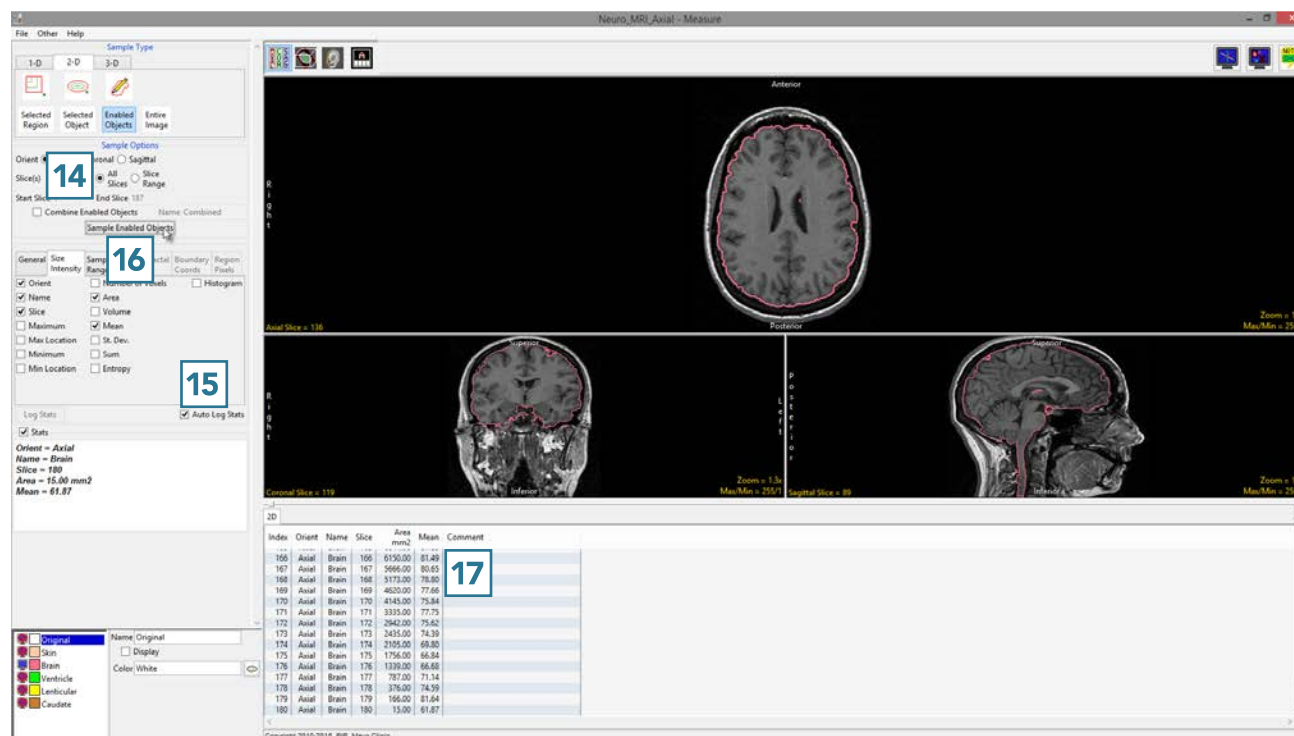 Neuro_MRI_Axial - Measure
File Other Help
Sample Type
1-D 2-D 3-D
Selected Region
Selected Object
Enabled Objects
Entire Image
Sample Options
Orient
Sagittal
14
Slice(s)
All Slices
Slice Range
End Slice 187
Combine Enabled Objects Name Combined
Sample Enabled Objects
16
General
Size Intensity
Boundary Coords
Region Pixels
Orient
Histogram
Name
Area
Slice
Volume
Maximum
Mean
Max Location
St. Dev.
Minimum
Sum
Min Location
Entropy
15
Log Stats
Auto Log Stats
Stats
Orient = Axial
Name = Brain
Slice = 180
Area = 15.00 mm2
Mean = 61.87
Original
Skin
Brain
Ventricle
Lenticular
Caudate
Name Original
Display
Color White
Anterior
Right
Axial Slice = 136
Posterior
Superior
Right
Left
Coronal Slice = 119
Inferior
Zoom = 1.3x
Max/Min = 255/1
Superior
Posterior
Sagittal Slice = 89
Inferior
2D
Index Orient Name Slice Area mm2 Mean Comment
166 Axial Brain 166 6150.00 81.49
167 Axial Brain 167 5666.00 80.65
168 Axial Brain 168 5173.00 78.80
169 Axial Brain 169 4620.00 77.66
170 Axial Brain 170 4145.00 75.84
171 Axial Brain 171 3335.00 77.75
172 Axial Brain 172 2942.00 75.62
173 Axial Brain 173 2435.00 74.39
174 Axial Brain 174 2105.00 69.80
175 Axial Brain 175 1756.00 66.84
176 Axial Brain 176 1339.00 66.68
177 Axial Brain 177 787.00 71.14
178 Axial Brain 178 376.00 74.59
179 Axial Brain 179 166.00 81.64
180 Axial Brain 180 15.00 61.87
17